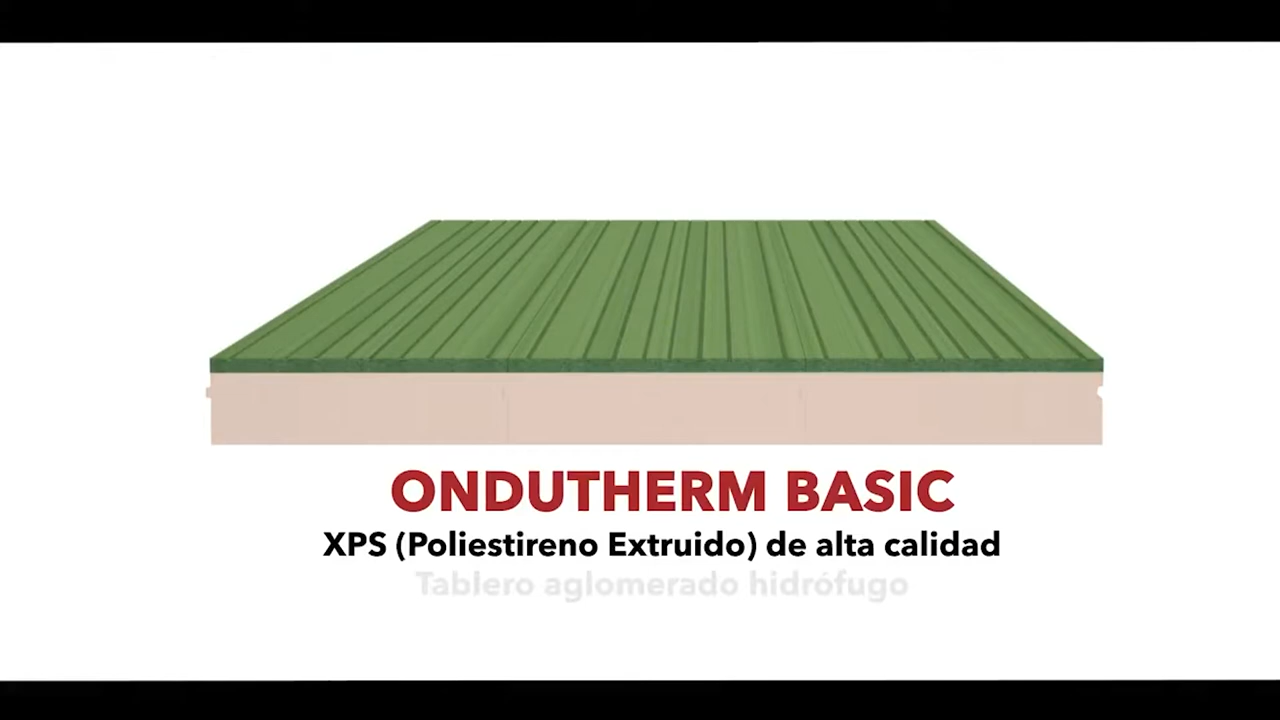 ONDUTHERM BASIC
XPS (Poliestireno Extruido) de alta calidad
Tablero aglomerado hidrófugo